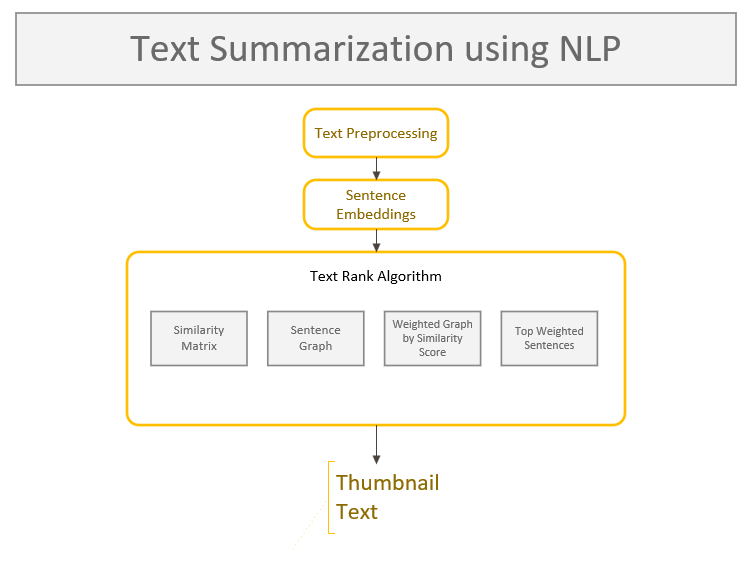 Text Summarization using NLP
Text Preprocessing
Sentence
Embeddings
Text Rank Algorithm
Similarity
Matrix
Sentence
Graph
Weighted Graph
by Similarity
Score
Top Weighted
Sentences
Thumbnail
Text